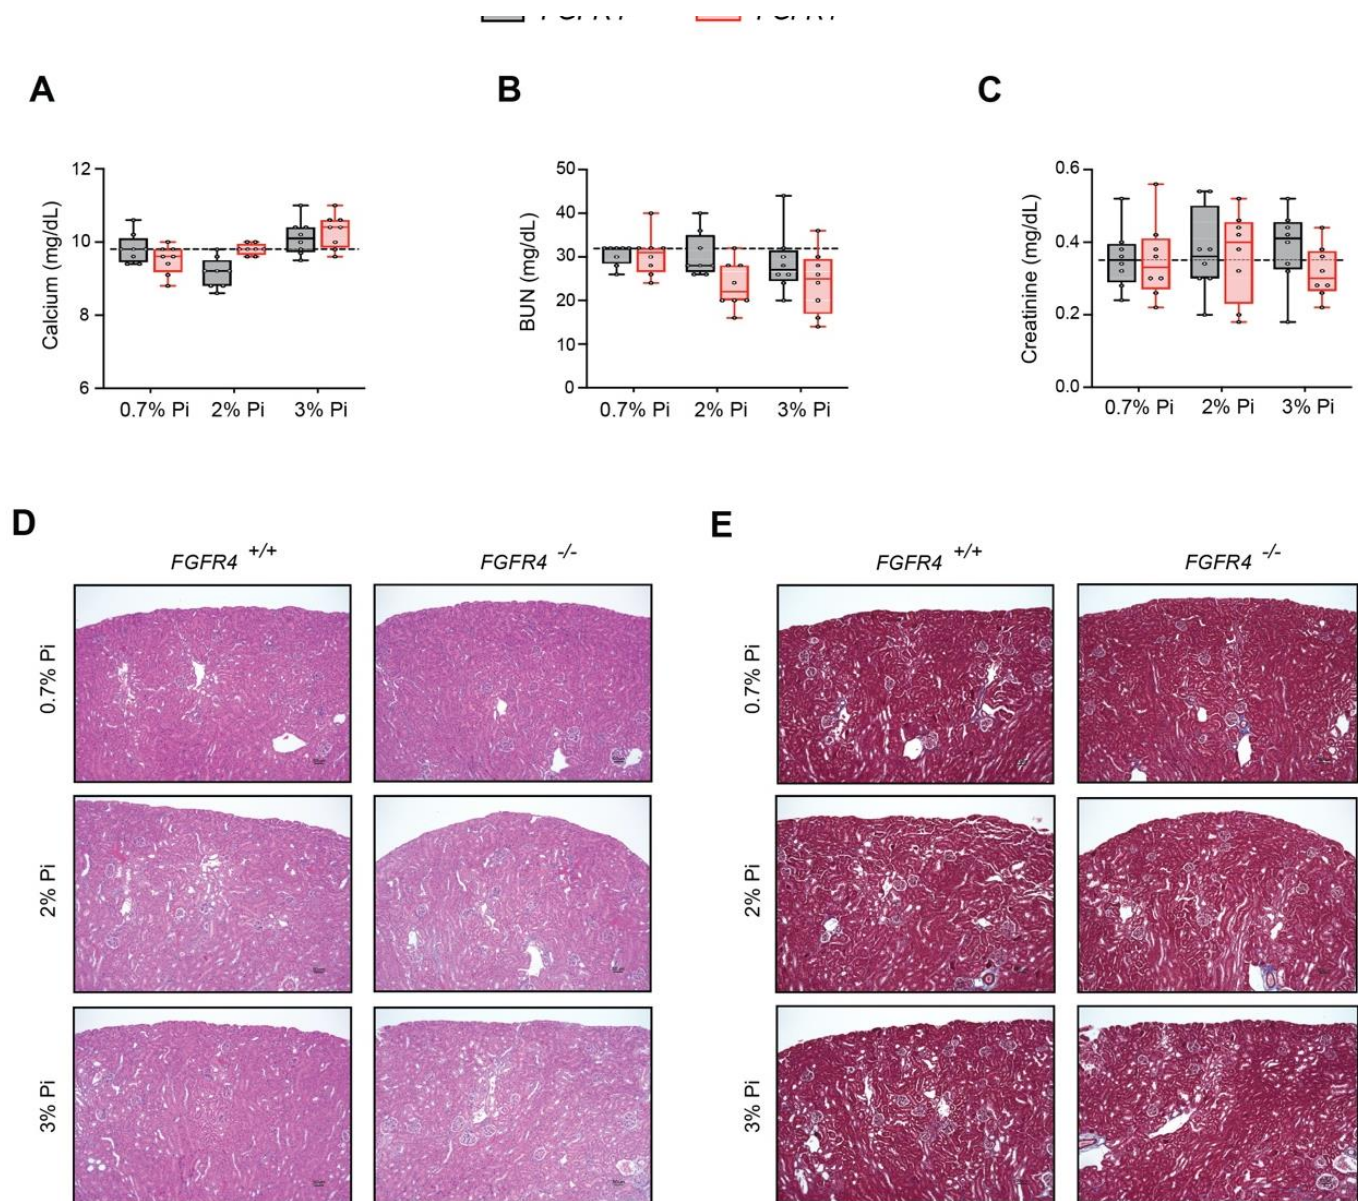 A
B
C
Calcium (mg/dL)
12
10
8
6
0.7% Pi 2% Pi 3% Pi
BUN (mg/dL)
50
40
30
20
10
0
0.7% Pi 2% Pi 3% Pi
Creatinine (mg/dL)
0.6
0.4
0.2
0.0
0.7% Pi 2% Pi 3% Pi
D
E
FGFR4 +/+ FGFR4 -/-
FGFR4 +/+ FGFR4 -/-
0.7% Pi
2% Pi
3% Pi
0.7% Pi
2% Pi
3% Pi